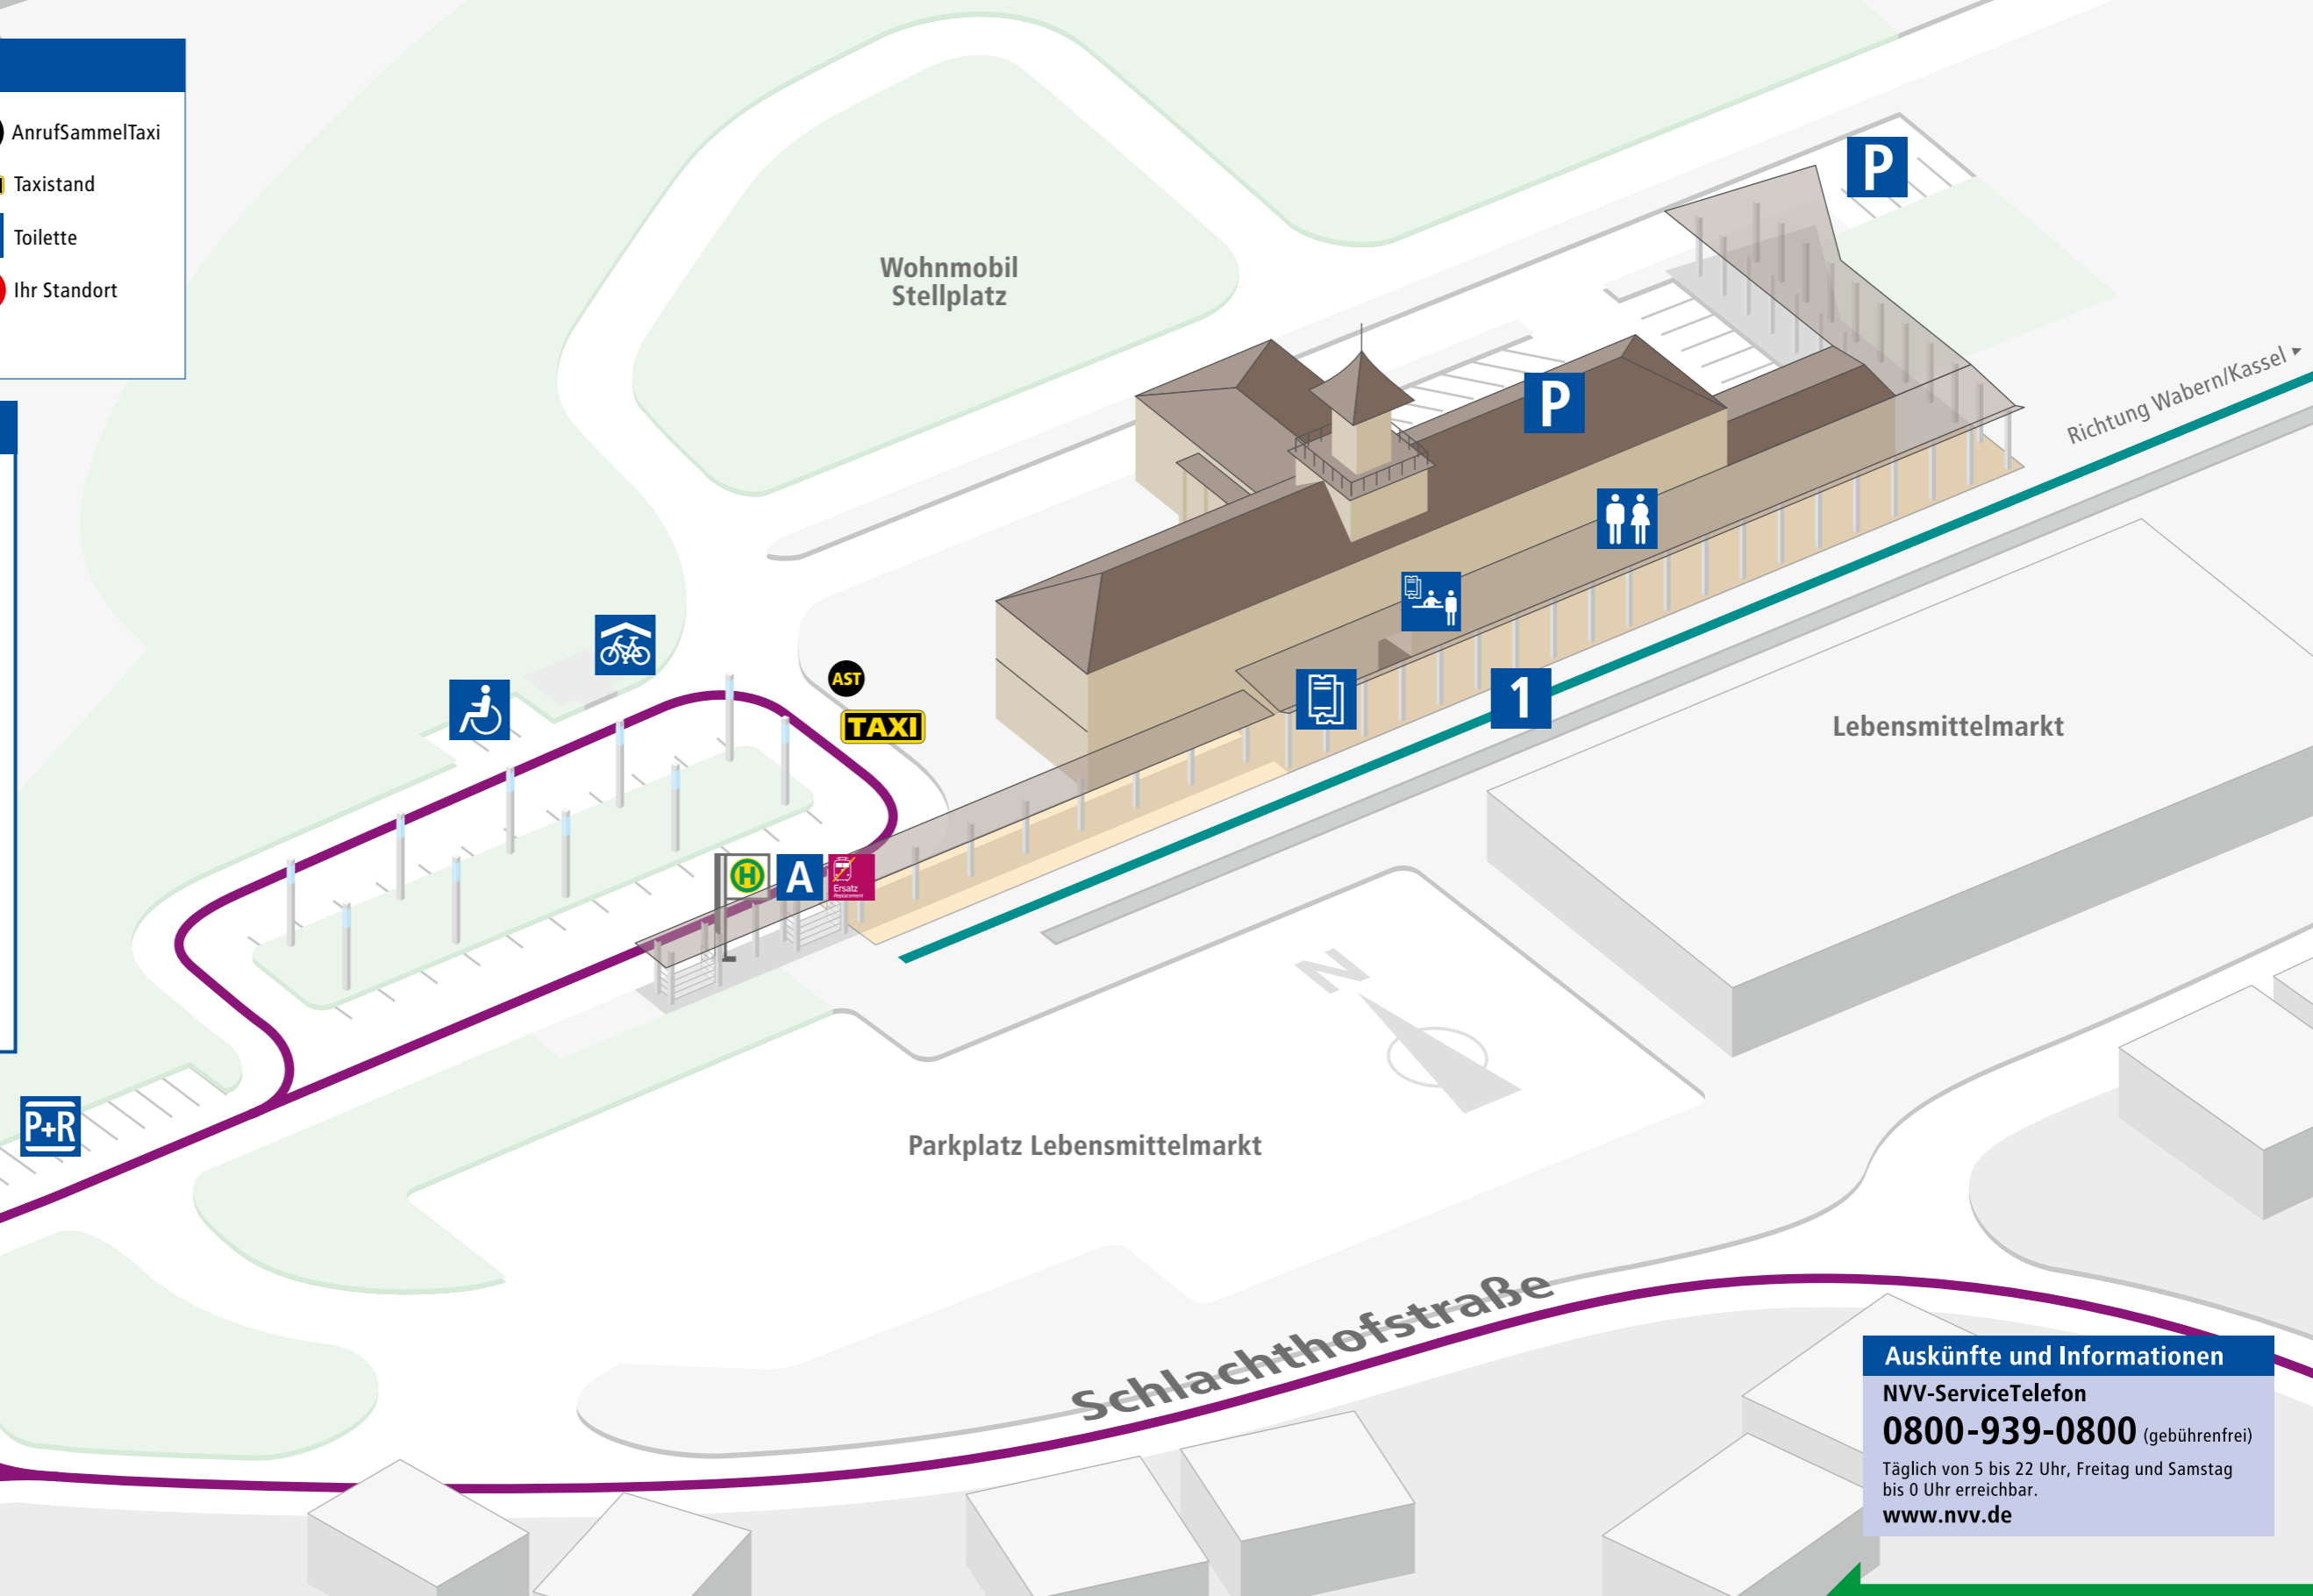 AnrufSammelTaxi
Taxistand
Toilette
Ihr Standort
P
Wohnmobil
Stellplatz
Richtung Wabern/Kassel
P
AST
TAXI
1
Lebensmittelmarkt
H
A
Ersatz
Replacement
N
P+R
Parkplatz Lebensmittelmarkt
Schlachthofstraße
Auskünfte und Informationen
NVV-ServiceTelefon
0800-939-0800 (gebührenfrei)
Täglich von 5 bis 22 Uhr, Freitag und Samstag
bis 0 Uhr erreichbar.
www.nvv.de